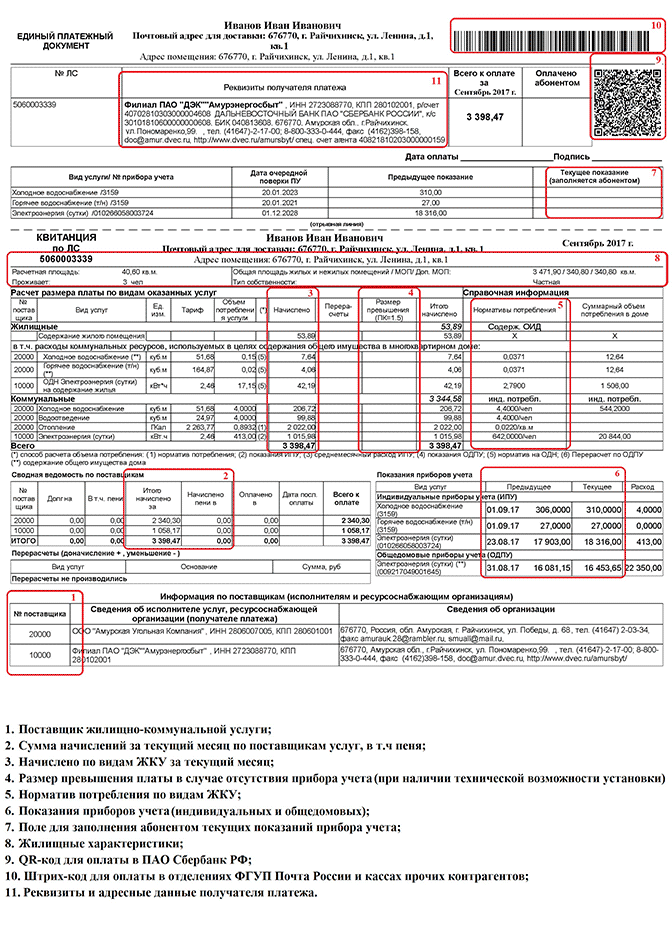 ЕДИНЫЙ ПЛАТЕЖНЫЙ
ДОКУМЕНТ
Иванов Иван Иванович
Почтовый адрес для доставки: 676770, г. Райчихинск, ул. Ленина, д.1,
кв.1
Адрес помещения: 676770, г. Райчихинск, ул. Ленина, д.1, кв.1
10
9
№ ЛС
Реквизиты получателя платежа
11
Всего к оплате
за
Сентябрь 2017 г.
Оплачено
абонентом
5060003339
Филиал ПАО "ДЭК""Амурэнергосбыт" , ИНН 2723088770, КПП 280102001, р/счет
40702810303000004608 ДАЛЬНЕВОСТОЧНЫЙ БАНК ПАО "СБЕРБАНК РОССИИ", к/с
30101810600000000608. БИК 040813608, 676770, Амурская обл., г.Райчихинск,
ул. Пономаренко,99. , тел. (41647)-2-17-00; 8-800-333-0-444, факс (4162)398-158,
doc@amur.dvec.ru, http://www.dvec.ru/amursbyt/ спец. счет агента 40821810203000000159
3 398,47
Дата оплаты Подпись
Вид услуги/ № прибора учета
Дата очередной
поверки ПУ
Предыдущее показание
Текущее показание
(заполняется абонентом)
7
Холодное водоснабжение /3159 20.01.2023 310,00
Горячее водоснабжение (т/н) /3159 20.01.2021 27,00
Электроэнергия (сутки) /010266058003724 01.12.2028 18 316,00
(отрывная линия)
КВИТАНЦИЯ
по ЛС
5060003339
Иванов Иван Иванович
Почтовый адрес для доставки: 676770, г. Райчихинск, ул. Ленина, д.1, кв.1
Адрес помещения: 676770, г. Райчихинск, ул. Ленина, д.1, кв.1
Сентябрь 2017 г.
8
Расчетная площадь: 40,60 кв.м. Общая площадь жилых и нежилых помещений / МОП/ Доп. МОП: 3 471,90 / 340,80 / 340,80 кв.м.
Проживает: 3 чел. Тип собственности: Частная
Расчет размера платы по видам оказанных услуг 3 4 Справочная информация 5
№ постав щика Вид услуги Ед. изм. Тариф Объем потреблени я услуги (*) Начислено Перера- счеты Размер превышения (ПК=1.5) Итого начислено Нормативы потребления Суммарный объем потребления в доме
Жилищные 53,89 Содерж. ОИД
Содержание жилого помещения 53,89 53,89 X X
в т.ч. расходы коммунальных ресурсов, используемых в целях содержания общего имущества в многоквартирном доме:
20000 Холодное водоснабжение (**) куб.м 51,68 0,15 (5) 7,64 7,64 0,0371 12,64
20000 Горячее водоснабжение (т/н) (**) куб.м 164,87 0,02 (5) 4,06 4,06 0,0371 12,64
10000 ОДН Электроэнергия (сутки) на содержание жилья кВт*ч 2,46 17,15 (5) 42,19 42,19 2,7900 1 506,00
Коммунальные 3 344,58 инд. потребл. инд. потребл.
20000 Холодное водоснабжение куб.м 51,68 4,0000 206,72 206,72 4,4000/чел 544,2000
20000 Водоотведение куб.м 24,97 4,0000 99,88 99,88 4,4000/чел
20000 Отопление ГКал 2 263,77 0,8932 (1) 2 022,00 2 022,00 0,0220/кв.м
10000 Электроэнергия (сутки) кВт.ч 2,46 413,00 (2) 1 015,98 1 015,98 642,0000/чел 20 844,00
Всего 3 398,47 3 398,47
(*) способ расчета объема потребления: (1) норматив потребления; (2) показания ИПУ; (3) среднемесячный расход ИПУ; (4) показания ОДПУ; (5) норматив на ОДН; (6) Перерасчет по ОДПУ
(**) содержание общего имущества дома
Сводная ведомость по поставщикам 2
№ постав щика Долг на В т.ч. пени Итого начислено за Начислено пени в Оплачено в Дата посл. оплаты Всего к оплате
20000 0,00 0,00 2 340,30 0,00 0,00 2 340,30
10000 0,00 0,00 1 058,17 0,00 0,00 1 058,17
ИТОГО 0,00 0,00 3 398,47 0,00 0,00 3 398,47
Перерасчеты (доначисление + , уменьшение - )
Вид услуги Основание Сумма, руб
Перерасчеты не производились
Показания приборов учета 6
Вид услуги Предыдущее Текущее Расход
Индивидуальные приборы учета (ИПУ)
Холодное водоснабжение (3159) 01.09.17 306,0000 310,0000 4,0000
Горячее водоснабжение (т/н) (3159) 01.09.17 27,0000 27,0000 0,0000
Электроэнергия (сутки) (010266058003724) 23.08.17 17 903,00 18 316,00 413,00
Общедомовые приборы учета (ОДПУ)
Электроэнергия (сутки) (**) (009217049001645) 31.08.17 16 081,15 16 453,65 22 350,00
1
Информация по поставщикам (исполнителям и ресурсоснабжающим организациям)
№ поставщика
Сведения об исполнителе услуг, ресурсоснабжающей
организации (получателе платежа)
Сведения об организации
20000 ООО "Амурская Угольная Компания" , ИНН 2806007005, КПП 280601001 676770, Россия, обл. Амурская, г. Райчихинск, ул. Победы, д. 68, тел. (41647) 2-03-34, факс amurauk.28@rambler.ru, smuali@mail.ru,
10000 Филиал ПАО "ДЭК""Амурэнергосбыт" , ИНН 2723088770, КПП 280102001 676770, Амурская обл., г.Райчихинск, ул. Пономаренко,99. , тел. (41647)-2-17-00; 8-800-333-0-444, факс (4162)398-158, doc@amur.dvec.ru, http://www.dvec.ru/amursbyt/
1. Поставщик жилищно-коммунальной услуги;
2. Сумма начислений за текущий месяц по поставщикам услуг, в т.ч пеня;
3. Начислено по видам ЖКУ за текущий месяц;
4. Размер превышения платы в случае отсутствия прибора учета (при наличии технической возможности установки)
5. Норматив потребления по видам ЖКУ;
6. Показания приборов учета (индивидуальных и общедомовых);
7. Поле для заполнения абонентом текущих показаний прибора учета;
8. Жилищные характеристики;
9. QR-код для оплаты в ПАО Сбербанк РФ;
10. Штрих-код для оплаты в отделениях ФГУП Почта России и кассах прочих контрагентов;
11. Реквизиты и адресные данные получателя платежа.